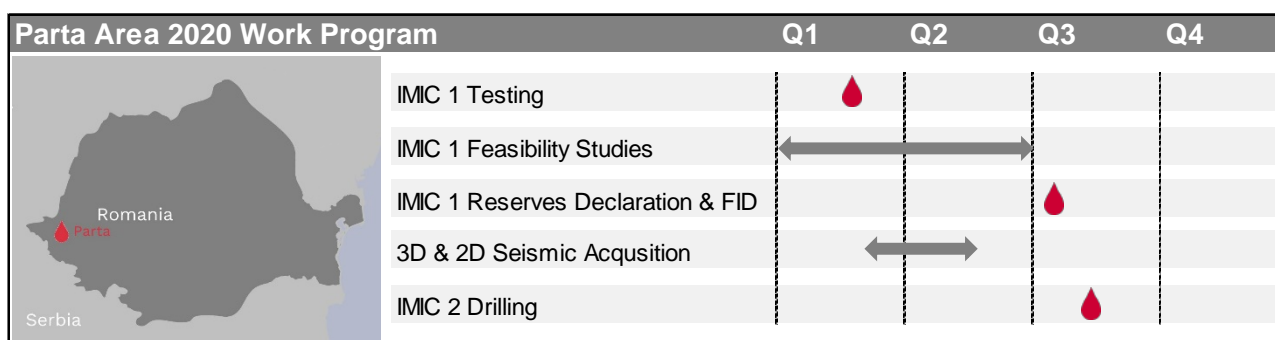 Parta Area 2020 Work Program Q1 Q2 Q3 Q4
IMIC 1 Testing
IMIC 1 Feasibility Studies
IMIC 1 Reserves Declaration & FID
3D & 2D Seismic Acqusition
IMIC 2 Drilling
Romania
Parta
Serbia